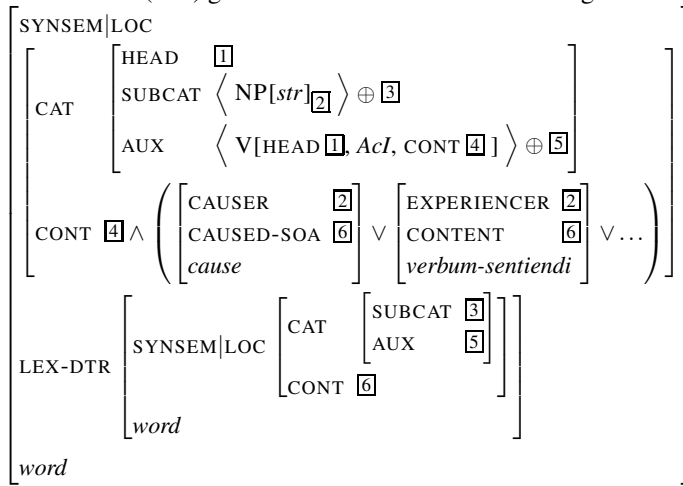 SYNSEM|LOC
HEAD 1
CAT SUBCAT ⟨ NP[str] 2 ⟩ ⊕ 3
AUX ⟨ V[HEAD 1, AcI, CONT 4 ] ⟩ ⊕ 5
CAUSER 2 EXPERIENCER 2
CONT 4 ∧ ( CAUSED-SOA 6 ∨ CONTENT 6 ∨ … )
cause verbum-sentiendi
SUBCAT 3
CAT
LEX-DTR SYNSEM|LOC AUX 5
CONT 6
word
word